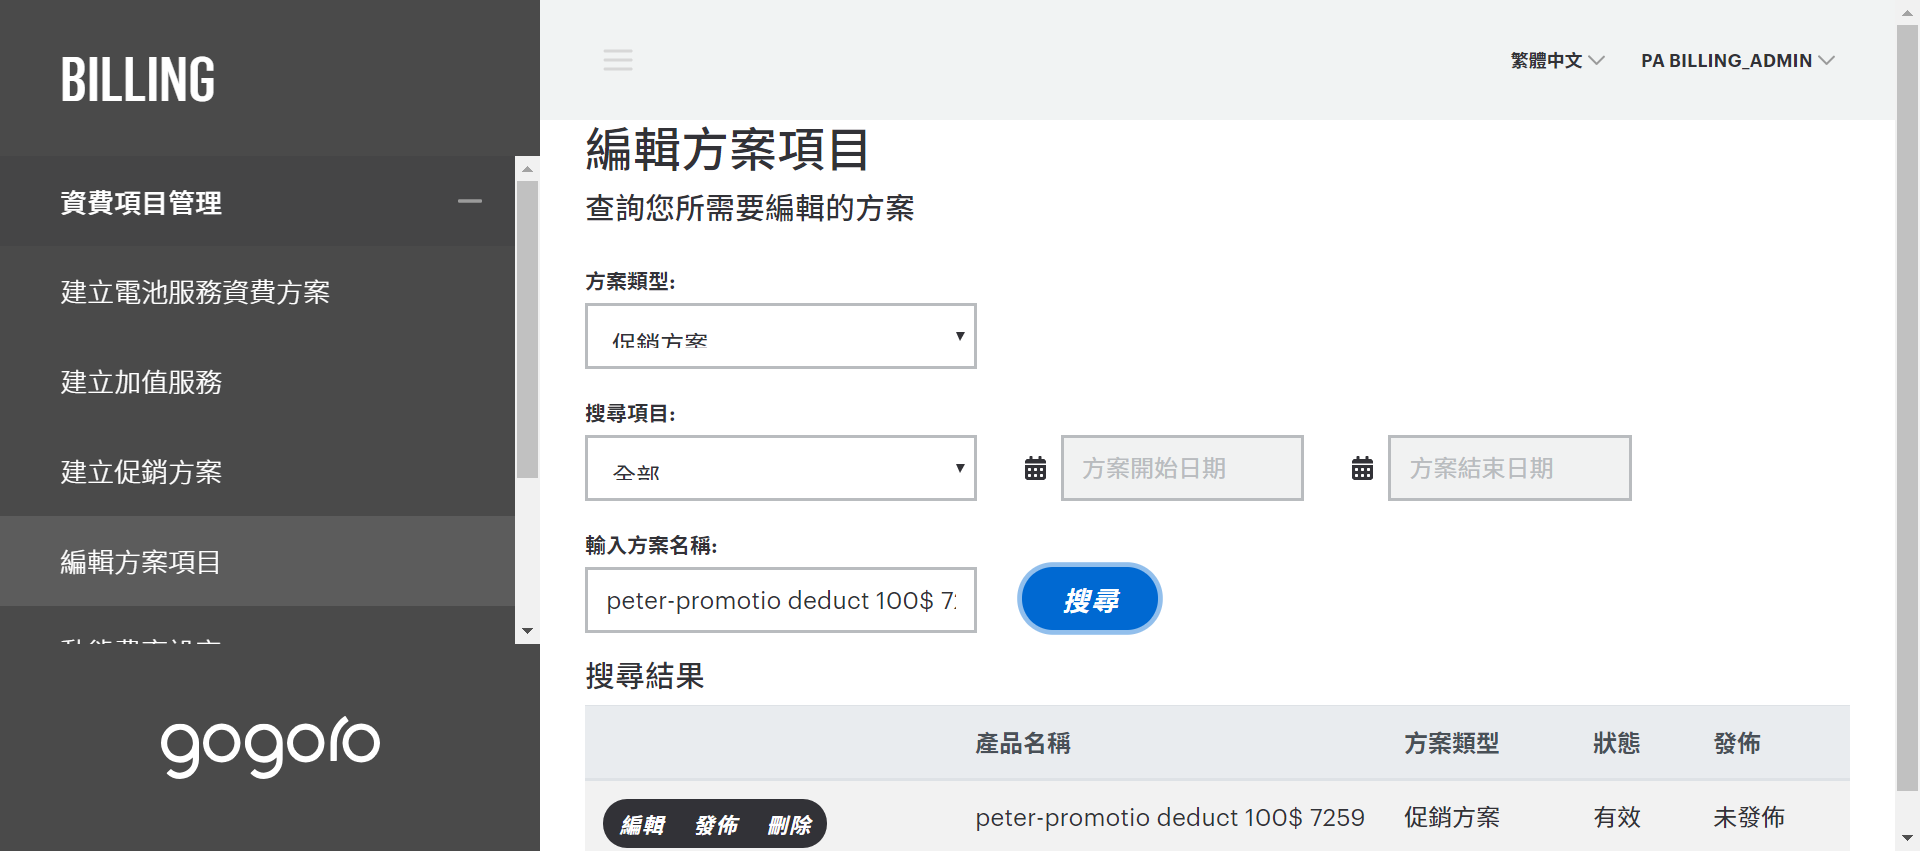 BILLING
繁體中文
PA BILLING_ADMIN
資費項目管理
建立電池服務資費方案
建立加值服務
建立促銷方案
編輯方案項目
gogoro
編輯方案項目
查詢您所需要編輯的方案
方案類型:
促銷方案
搜尋項目:
全部
方案開始日期
方案結束日期
輸入方案名稱:
peter-promotio deduct 100$ 7
搜尋
搜尋結果
產品名稱 方案類型 狀態 發佈
編輯 發佈 刪除 peter-promotio deduct 100$ 7259 促銷方案 有效 未發佈